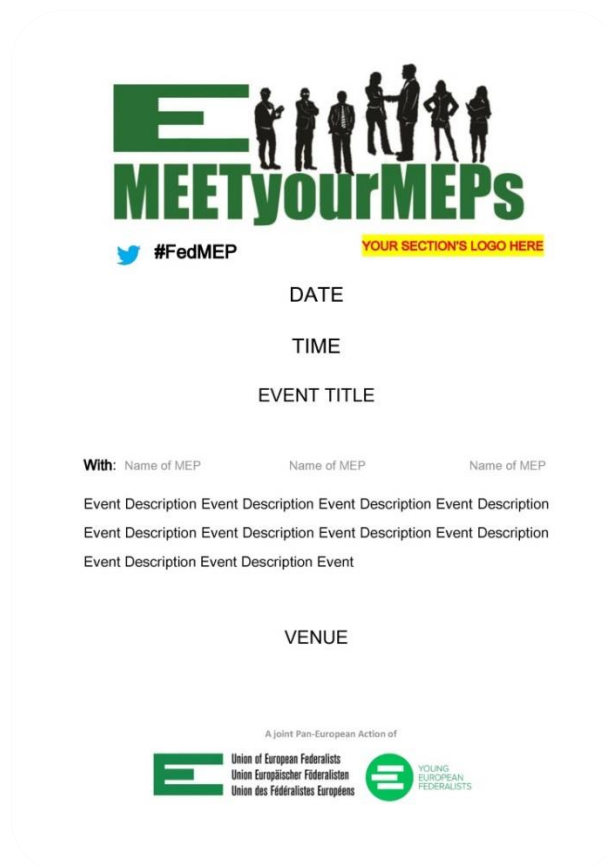 MEETyourMEPs
#FedMEP
YOUR SECTION'S LOGO HERE
DATE
TIME
EVENT TITLE
With: Name of MEP Name of MEP Name of MEP
Event Description Event Description Event Description Event Description
Event Description Event Description Event Description Event Description
Event Description Event Description Event
VENUE
A joint Pan-European Action of
Union of European Federalists
Union Europäischer Föderalisten
Union des Fédéralistes Européens
YOUNG
EUROPEAN
FEDERALISTS